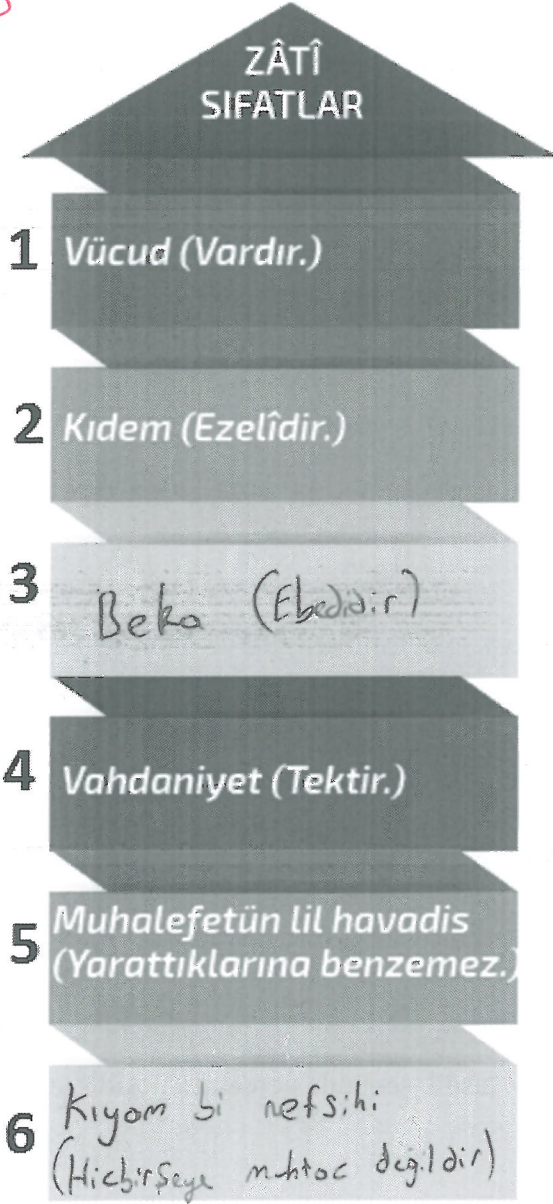 ZÂTÎ
SIFATLAR
1 Vücud (Vardır.)
2 Kıdem (Ezelîdir.)
3 Beka (Ebedidir)
4 Vahdaniyet (Tektir.)
5 Muhalefetün lil havadis
(Yarattıklarına benzemez.)
6 Kıyam bi nefsihi
(Hiçbirşeye muhtac değildir)